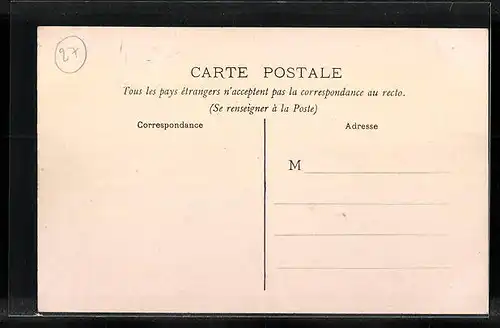 27
CARTE POSTALE
Tous les pays étrangers n'acceptent pas la correspondance au recto.
(Se renseigner à la Poste)
Correspondance
Adresse
M